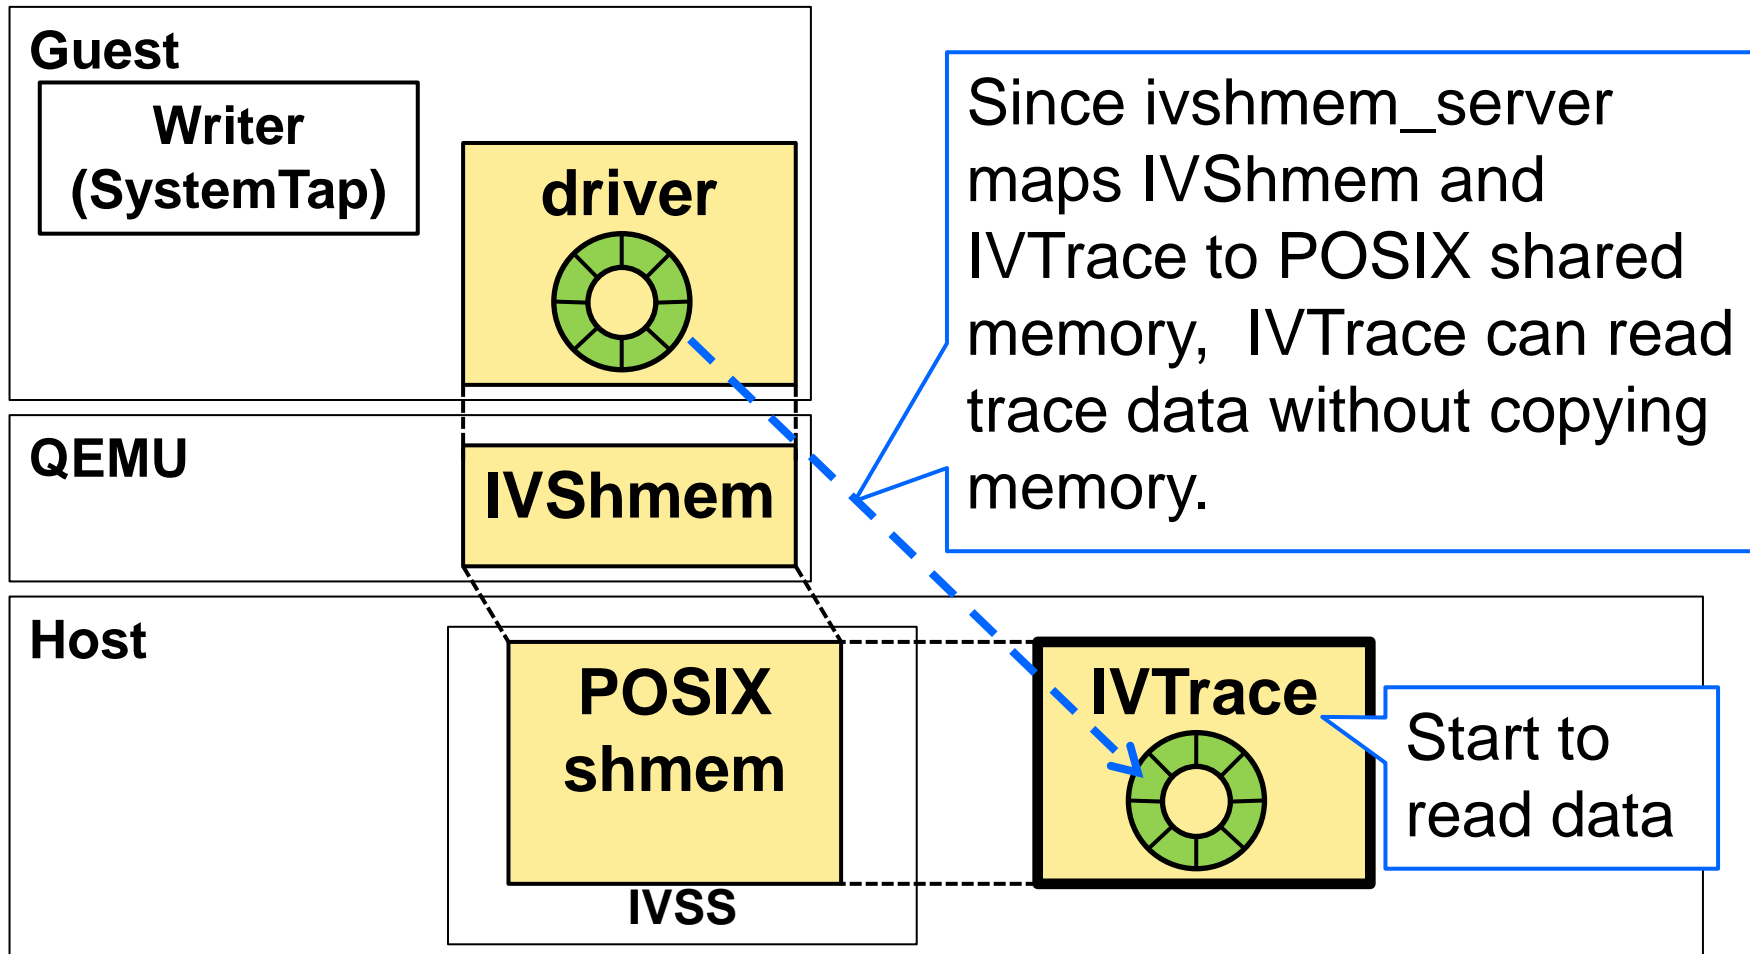 Guest
Writer
(SystemTap)
driver
Since ivshmem_server
maps IVShmem and
IVTrace to POSIX shared
memory,  IVTrace can read
trace data without copying
memory.
QEMU
IVShmem
Host
POSIX
shmem
IVSS
IVTrace
Start to
read data